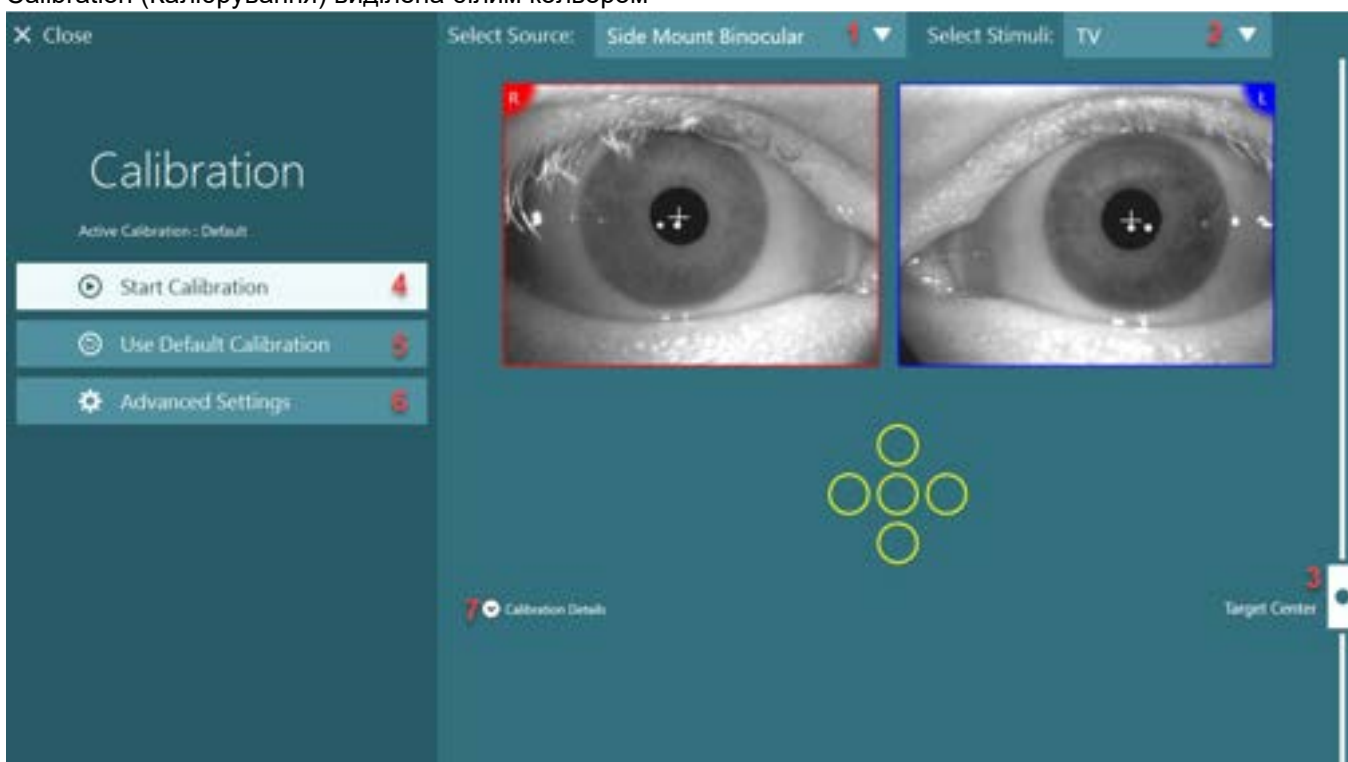 Calibration (Калібрування) виділена білим кольором
Close
Select Source: Side Mount Binocular 1 Select Stimuli: TV 2
R
L
Calibration
Active Calibration : Default
Start Calibration 4
Use Default Calibration 5
Advanced Settings 6
3
7 Calibration Details
Target Center